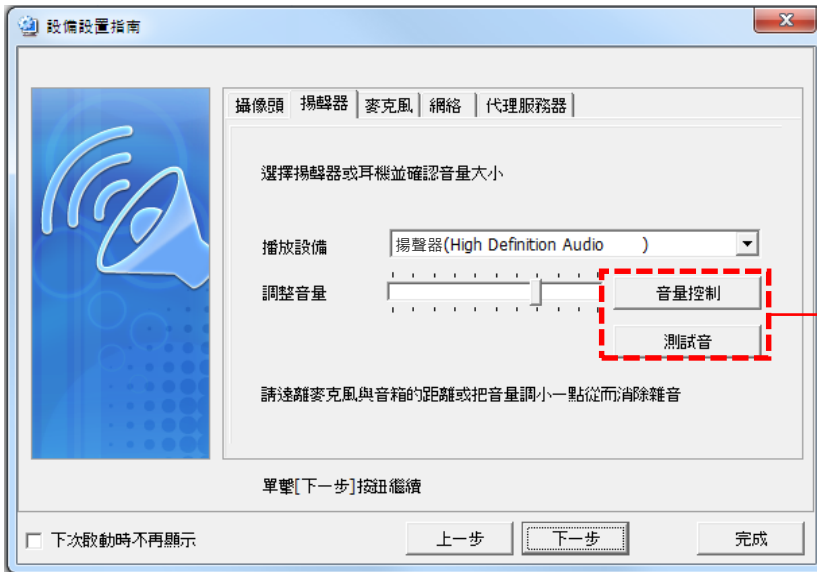 設備設置指南
攝像頭 揚聲器 麥克風 網絡 代理服務器
選擇揚聲器或耳機並確認音量大小
播放設備 揚聲器(High Definition Audio )
調整音量 音量控制
測試音
請遠離麥克風與音箱的距離或把音量調小一點從而消除雜音
單擊[下一步]按鈕繼續
下次啟動時不再顯示 上一步 下一步 完成